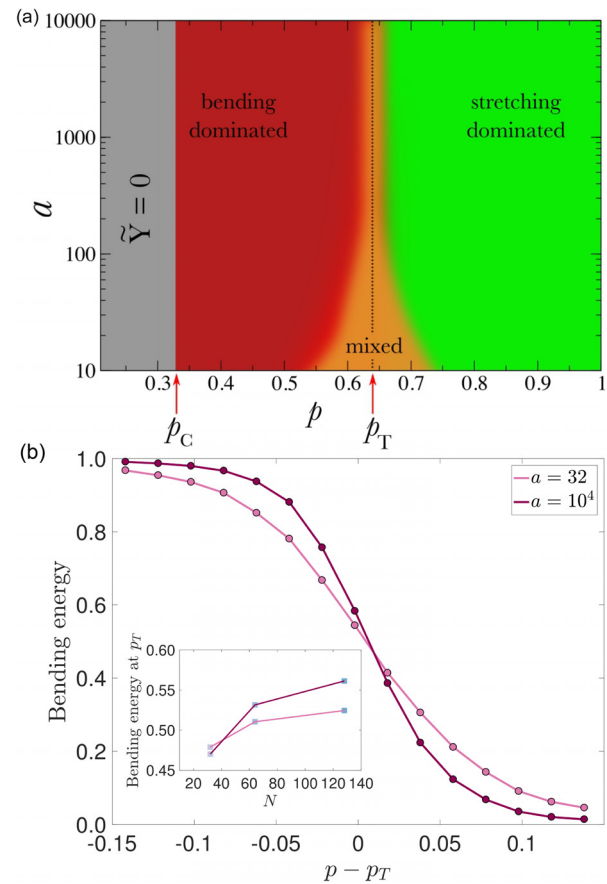 (a)
10000
1000
100
10
a
Ỹ = 0
bending
dominated
stretching
dominated
mixed
0.3 0.4 0.5 0.6 0.7 0.8 0.9 1
p
p_C
p_T
(b)
1.0
0.8
0.6
0.4
0.2
0.0
Bending energy
a = 32
a = 10⁴
0.60
0.55
0.50
0.45
Bending energy at p_T
20 40 60 80 100 120 140
N
-0.15 -0.1 -0.05 0 0.05 0.1
p − p_T